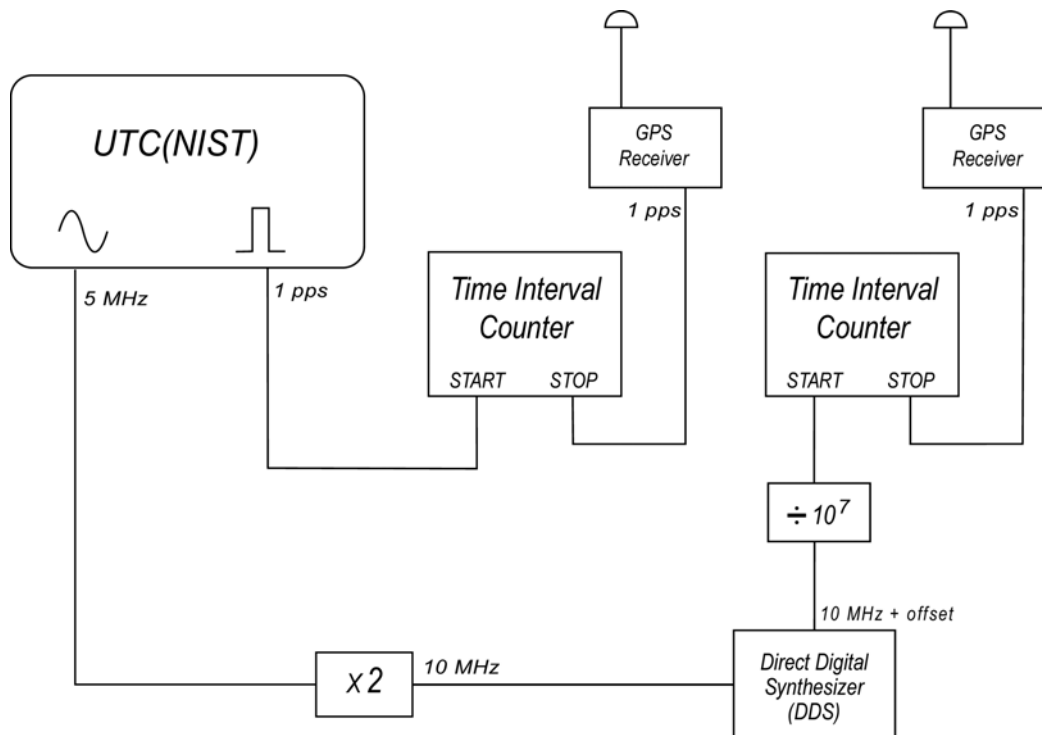 UTC(NIST)
5 MHz
1 pps
GPS
Receiver
1 pps
Time Interval
Counter
START STOP
GPS
Receiver
1 pps
Time Interval
Counter
START STOP
÷ 10⁷
10 MHz + offset
x 2
10 MHz
Direct Digital
Synthesizer
(DDS)